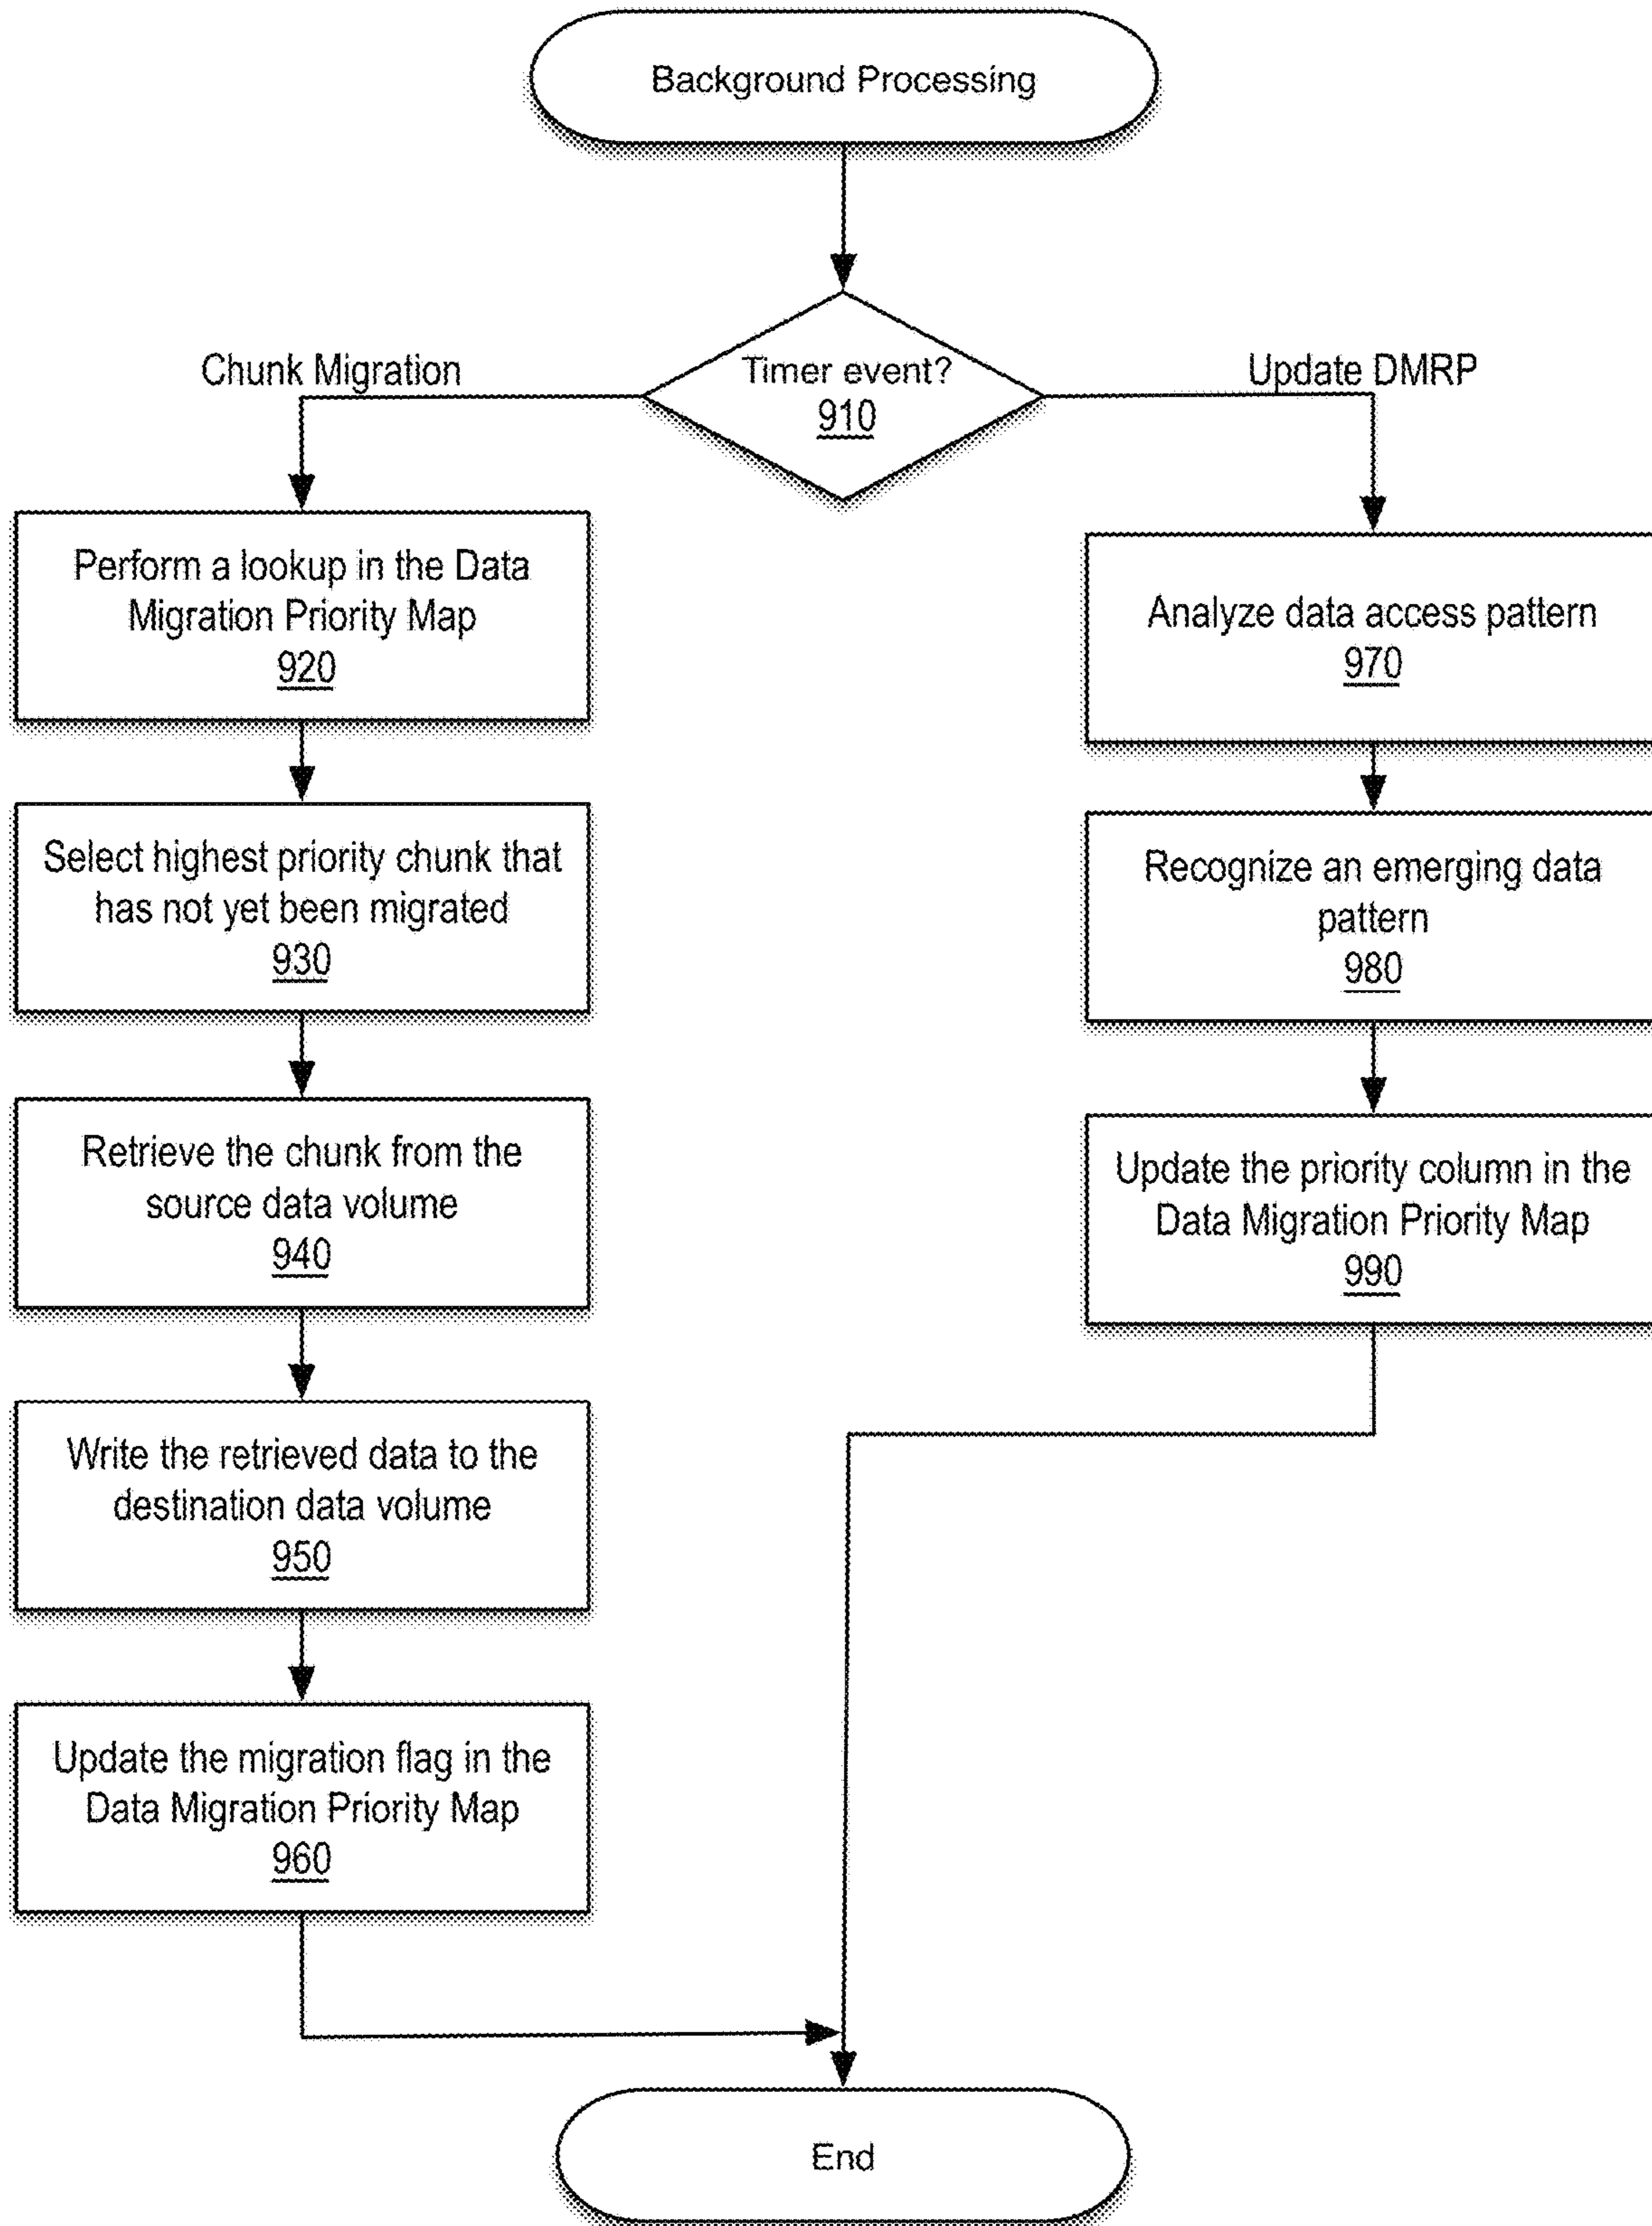 Background Processing
Timer event?
910
Chunk Migration
Update DMRP
Perform a lookup in the Data
Migration Priority Map
920
Select highest priority chunk that
has not yet been migrated
930
Retrieve the chunk from the
source data volume
940
Write the retrieved data to the
destination data volume
950
Update the migration flag in the
Data Migration Priority Map
960
Analyze data access pattern
970
Recognize an emerging data
pattern
980
Update the priority column in the
Data Migration Priority Map
990
End